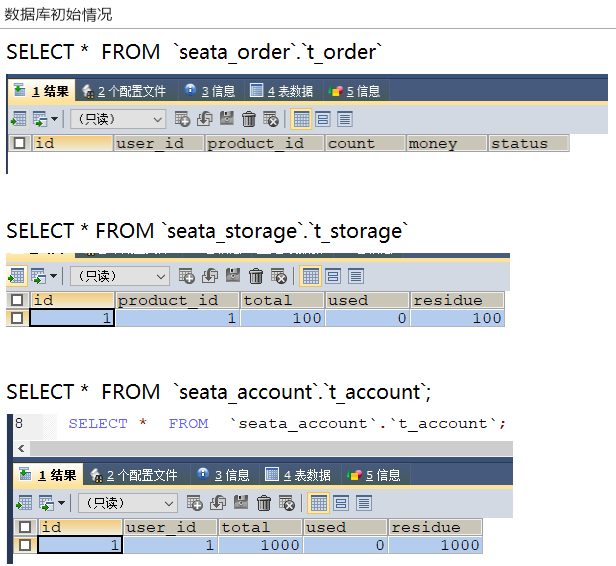 数据库初始情况
SELECT * FROM `seata_order`.`t_order`
1 结果 2 个配置文件 3 信息 4 表数据 5 信息
(只读)
id user_id product_id count money status
SELECT * FROM `seata_storage`.`t_storage`
(只读)
id product_id total used residue
1 1 100 0 100
SELECT * FROM `seata_account`.`t_account`;
8 SELECT * FROM `seata_account`.`t_account`;
1 结果 2 个配置文件 3 信息 4 表数据 5 信息
(只读)
id user_id total used residue
1 1 1000 0 1000